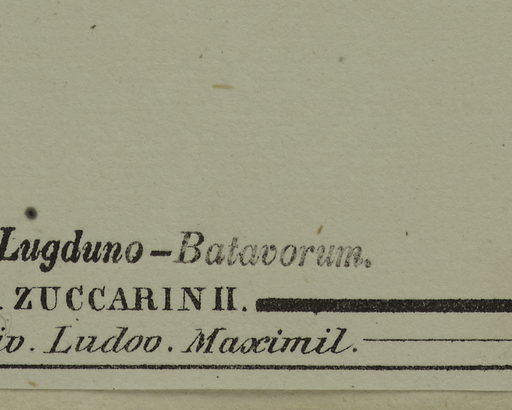 Lugduno-Batavorum.
. ZUCCARINII.
iv. Ludov. Maximil.